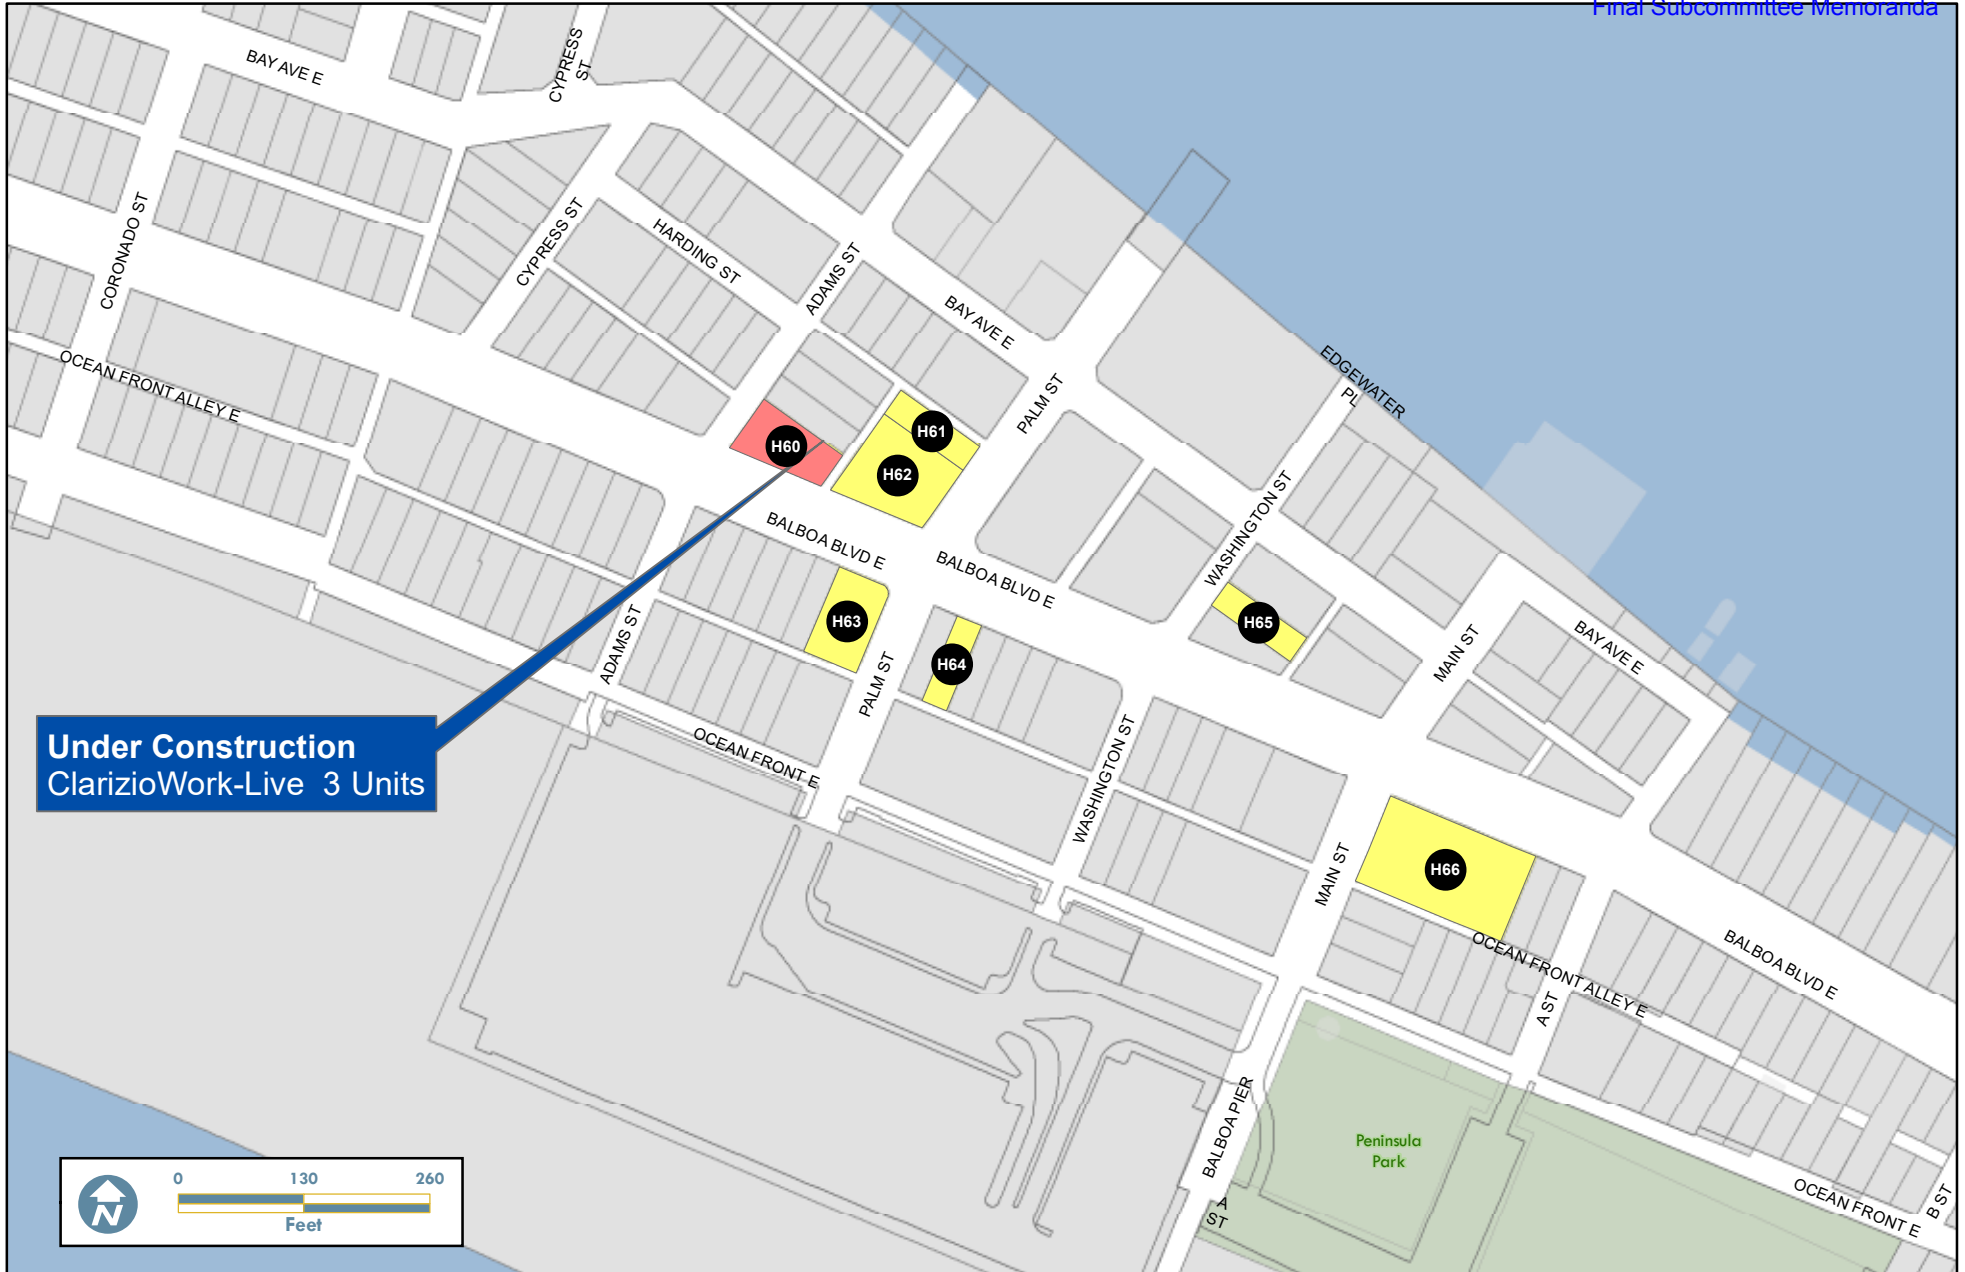 Final Subcommittee Memoranda
BAY AVE E
CYPRESS
ST
CORONADO ST
CYPRESS ST
HARDING ST
ADAMS ST
BAY AVE E
OCEAN FRONT ALLEY E
PALM ST
EDGEWATER
PL
H60
H61
H62
WASHINGTON ST
BALBOA BLVD E
BALBOA BLVD E
H63
H64
H65
ADAMS ST
PALM ST
MAIN ST
BAY AVE E
Under Construction
ClarizioWork-Live 3 Units
OCEAN FRONT E
WASHINGTON ST
MAIN ST
H66
OCEAN FRONT ALLEY E
BALBOA BLVD E
A ST
BALBOA PIER
Peninsula
Park
A
ST
OCEAN FRONT E
B ST
N
0 130 260
Feet